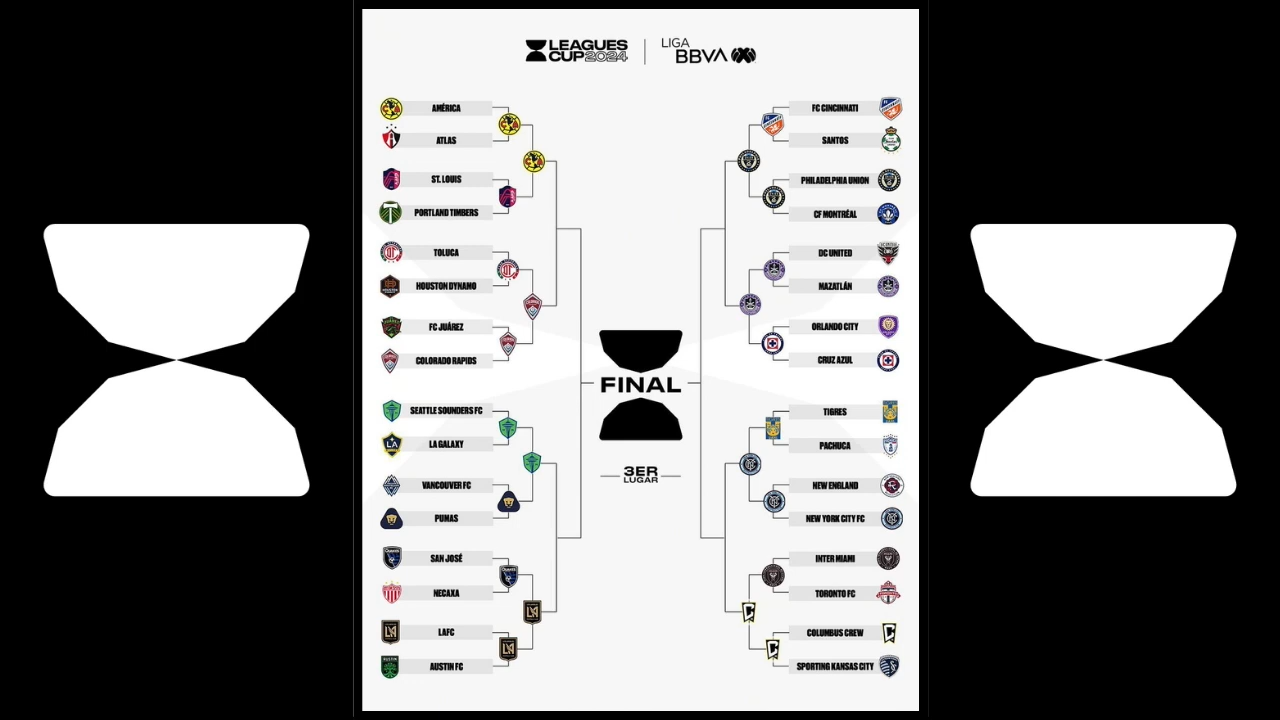 LEAGUES
CUP2024
LIGA
BBVA
AMÉRICA
ATLAS
ST. LOUIS
PORTLAND TIMBERS
TOLUCA
HOUSTON DYNAMO
FC JUÁREZ
COLORADO RAPIDS
SEATTLE SOUNDERS FC
LA GALAXY
VANCOUVER FC
PUMAS
SAN JOSÉ
NECAXA
LAFC
AUSTIN FC
FINAL
3ER
LUGAR
FC CINCINNATI
SANTOS
PHILADELPHIA UNION
CF MONTRÉAL
DC UNITED
MAZATLÁN
ORLANDO CITY
CRUZ AZUL
TIGRES
PACHUCA
NEW ENGLAND
NEW YORK CITY FC
INTER MIAMI
TORONTO FC
COLUMBUS CREW
SPORTING KANSAS CITY